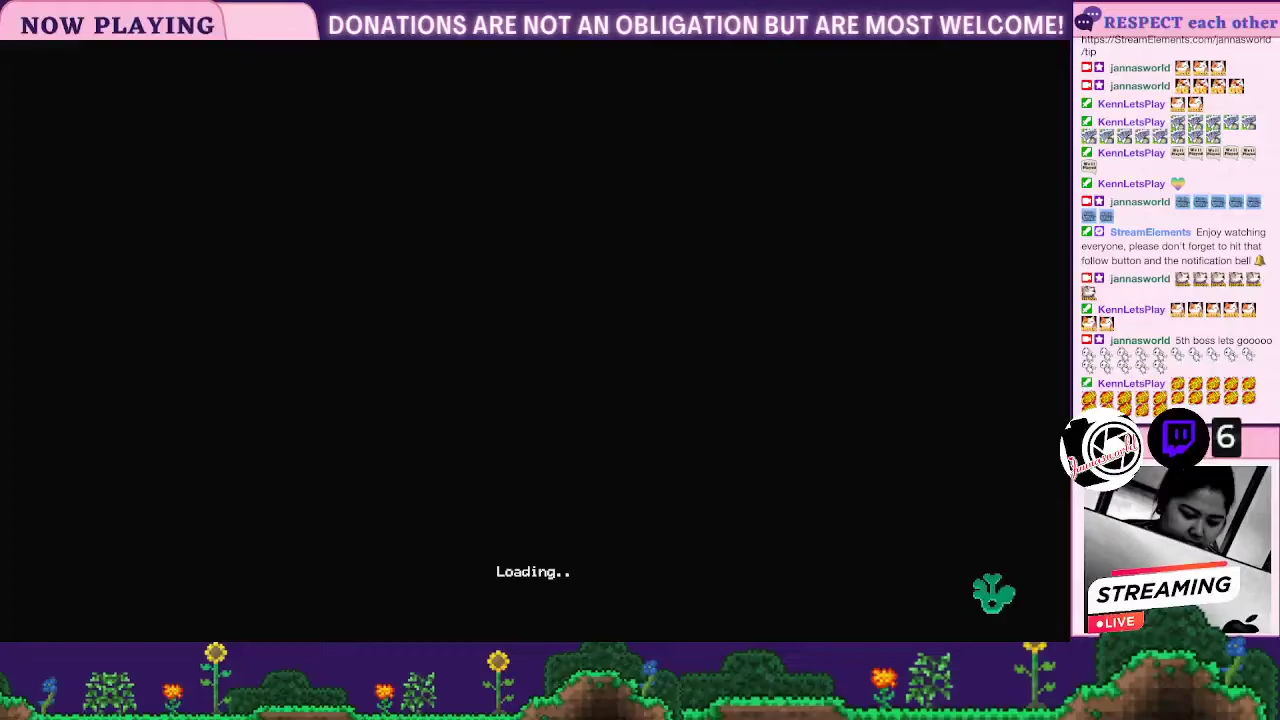 NOW PLAYING
DONATIONS ARE NOT AN OBLIGATION BUT ARE MOST WELCOME!
RESPECT each other
https://StreamElements.com/jannasworld
/tip
jannasworld
jannasworld
KennLetsPlay
KennLetsPlay
KennLetsPlay
KennLetsPlay
jannasworld
StreamElements Enjoy watching
everyone, please don't forget to hit that
follow button and the notification bell
jannasworld
KennLetsPlay
jannasworld 5th boss lets gooooo
KennLetsPlay
Jannasworld
6
Loading..
STREAMING
LIVE